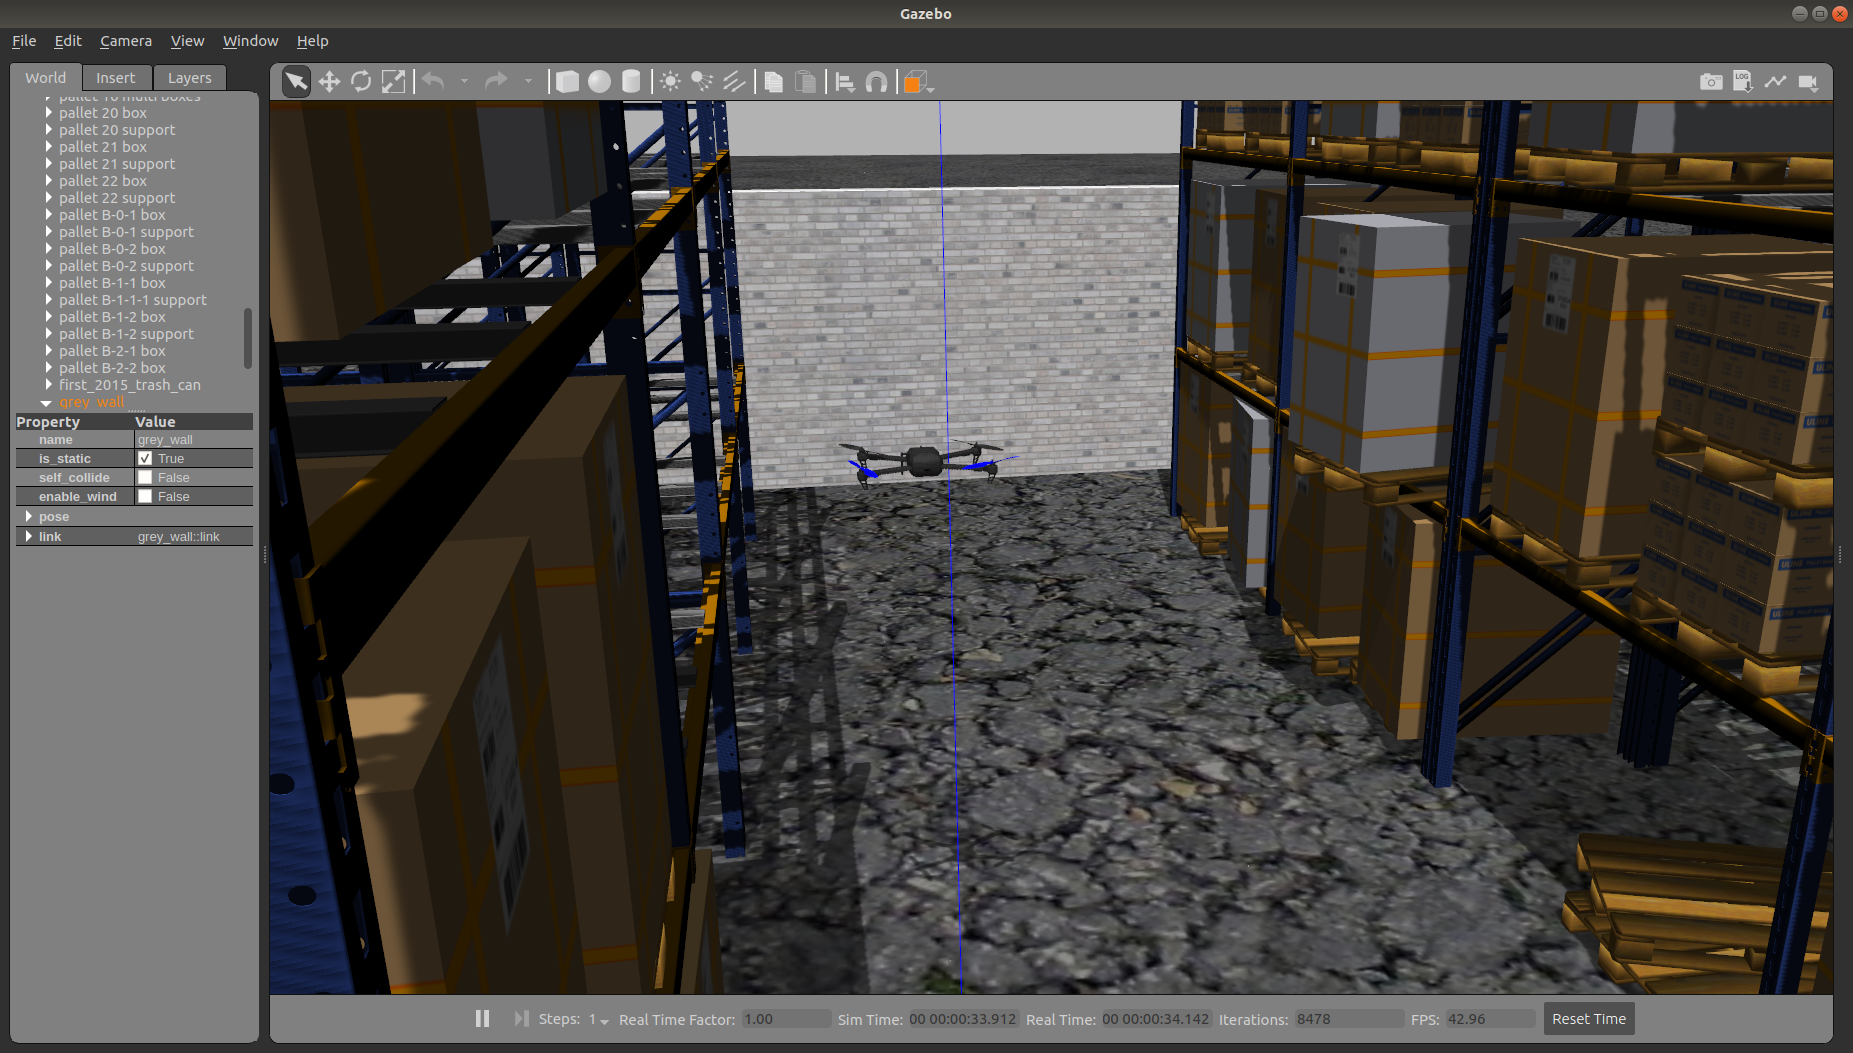 Gazebo
File Edit Camera View Window Help
World Insert Layers
LOG
pallet 20 box
pallet 20 support
pallet 21 box
pallet 21 support
pallet 22 box
pallet 22 support
pallet B-0-1 box
pallet B-0-1 support
pallet B-0-2 box
pallet B-0-2 support
pallet B-1-1 box
pallet B-1-1-1 support
pallet B-1-2 box
pallet B-1-2 support
pallet B-2-1 box
pallet B-2-2 box
first_2015_trash_can
grey_wall
Property Value
name grey_wall
is_static True
self_collide False
enable_wind False
pose
link grey_wall::link
Steps: 1 Real Time Factor: 1.00 Sim Time: 00 00:00:33.912 Real Time: 00 00:00:34.142 Iterations: 8478 FPS: 42.96 Reset Time